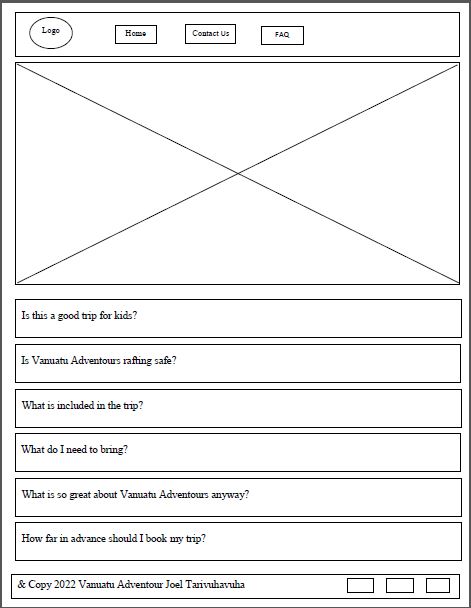 Logo
Home
Contact Us
FAQ
Is this a good trip for kids?
Is Vanuatu Adventours rafting safe?
What is included in the trip?
What do I need to bring?
What is so great about Vanuatu Adventours anyway?
How far in advance should I book my trip?
& Copy 2022 Vanuatu Adventour Joel Tarivuhavuha